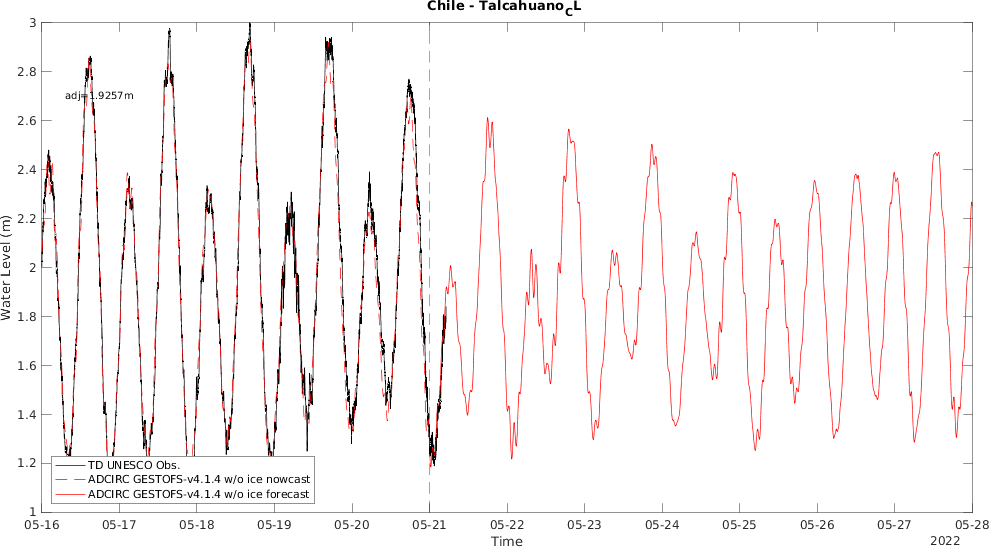 Chile - Talcahuano_CL
3
2.8
adj=1.9257m
2.6
2.4
2.2
2
1.8
1.6
1.4
1.2
1
Water Level (m)
TD UNESCO Obs.
ADCIRC GESTOFS-v4.1.4 w/o ice nowcast
ADCIRC GESTOFS-v4.1.4 w/o ice forecast
05-16 05-17 05-18 05-19 05-20 05-21 05-22 05-23 05-24 05-25 05-26 05-27 05-28
Time
2022